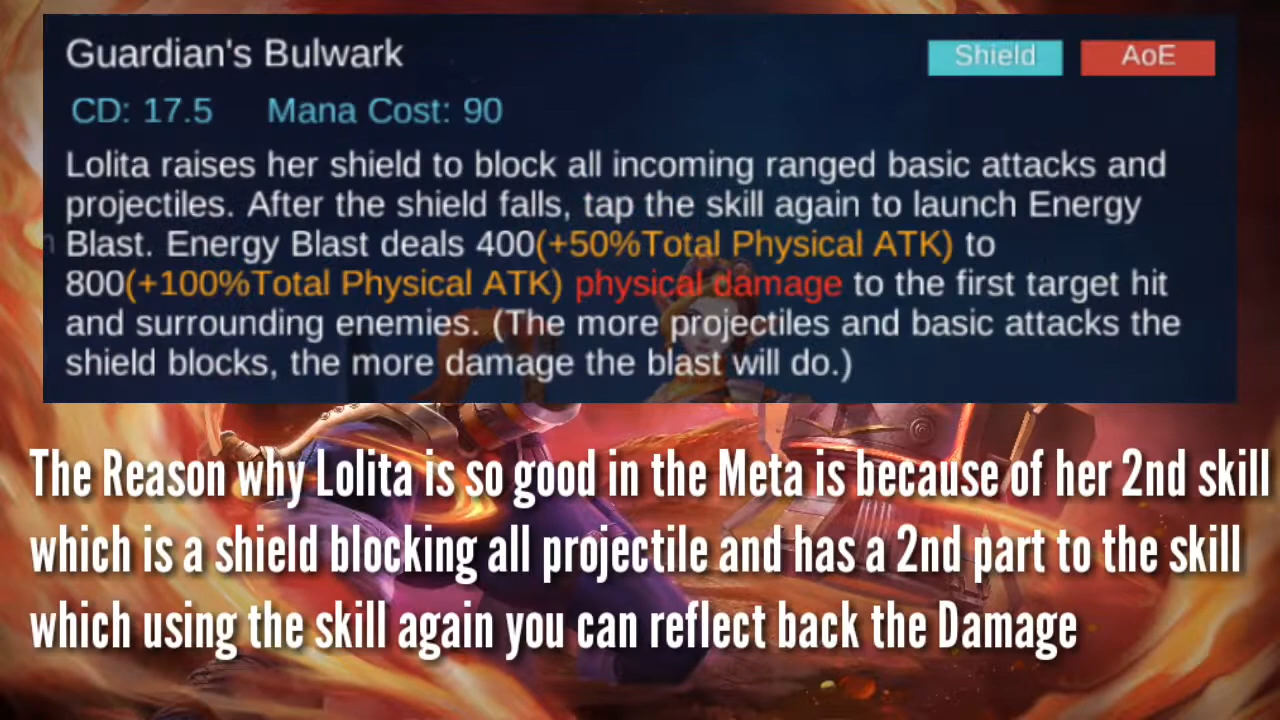 Guardian's Bulwark
Shield
AoE
CD: 17.5 Mana Cost: 90
Lolita raises her shield to block all incoming ranged basic attacks and
projectiles. After the shield falls, tap the skill again to launch Energy
Blast. Energy Blast deals 400(+50%Total Physical ATK) to
800(+100%Total Physical ATK) physical damage to the first target hit
and surrounding enemies. (The more projectiles and basic attacks the
shield blocks, the more damage the blast will do.)
The Reason why Lolita is so good in the Meta is because of her 2nd skill
which is a shield blocking all projectile and has a 2nd part to the skill
which using the skill again you can reflect back the Damage